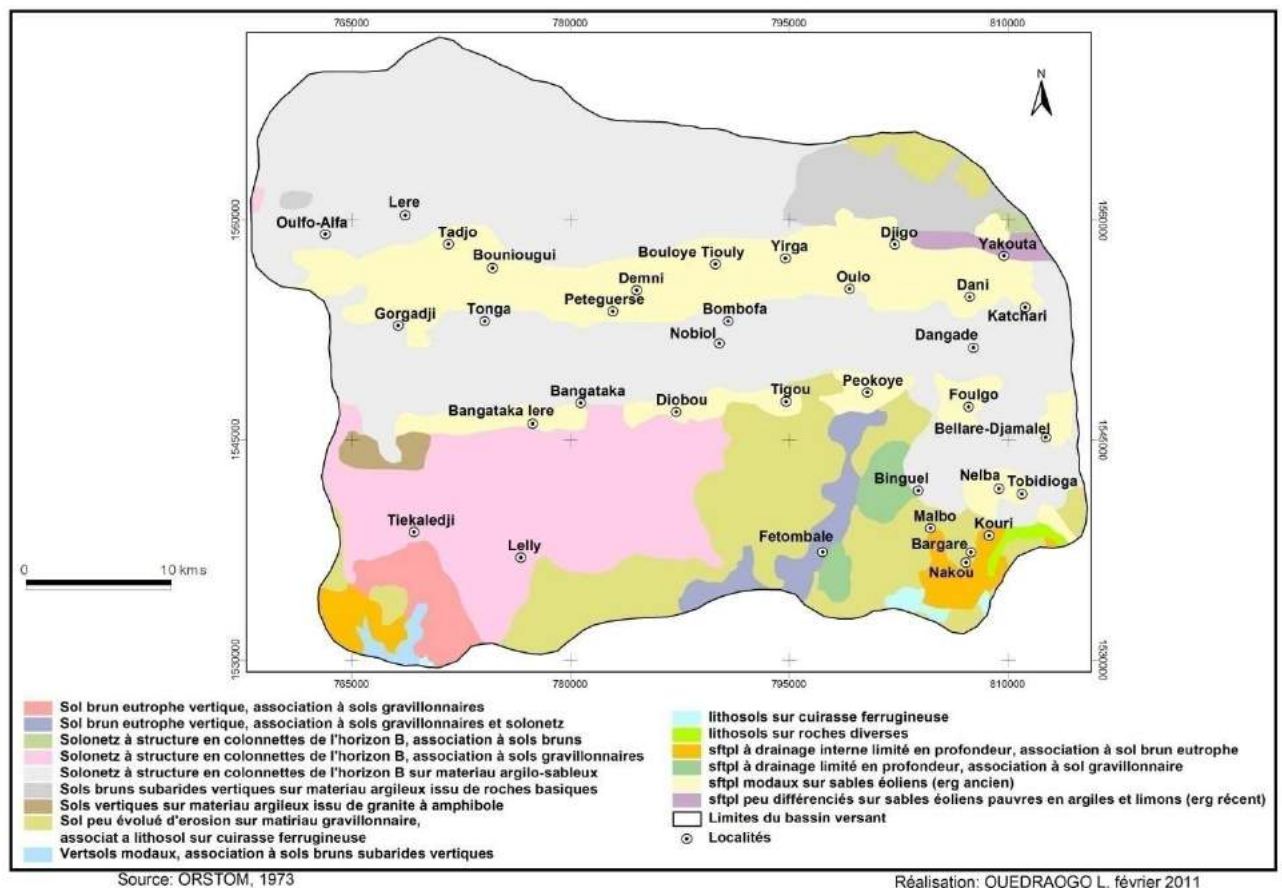 765000
780000
795000
810000
N
1560000
1560000
Lere
Oulfo-Alfa
Tadjo
Djigo
Bouniougui
Bouloye Tiouly
Yirga
Yakouta
Demni
Oulo
Dani
Peteguerse
Gorgadji
Tonga
Bombofa
Katchari
Nobiol
Dangade
Bangataka
Tigou
Peokoye
Bangataka lere
Diobou
Foulgo
1545000
1545000
Bellare-Djamalel
Binguel
Nelba
Tobidioga
Tiekaledji
Malbo
Kouri
Lelly
Fetombale
Bargare
Nakou
0
10 kms
1530000
1530000
765000
780000
795000
810000
Sol brun eutrophe vertique, association à sols gravillonnaires
Sol brun eutrophe vertique, association à sols gravillonnaires et solonetz
Solonetz à structure en colonnettes de l'horizon B, association à sols bruns
Solonetz à structure en colonnettes de l'horizon B, association à sols gravillonnaires
Solonetz à structure en colonnettes de l'horizon B sur materiau argilo-sableux
Sols bruns subarides vertiques sur materiau argileux issu de roches basiques
Sols vertiques sur materiau argileux issu de granite à amphibole
Sol peu évolué d'erosion sur matiriau gravillonnaire,
associat a lithosol sur cuirasse ferrugineuse
Vertsols modaux, association à sols bruns subarides vertiques
lithosols sur cuirasse ferrugineuse
lithosols sur roches diverses
sftpl à drainage interne limité en profondeur, association à sol brun eutrophe
sftpl à drainage limité en profondeur, association à sol gravillonnaire
sftpl modaux sur sables éoliens (erg ancien)
sftpl peu différenciés sur sables éoliens pauvres en argiles et limons (erg récent)
Limites du bassin versant
Localités
Source: ORSTOM, 1973
Réalisation: OUEDRAOGO L. février 2011